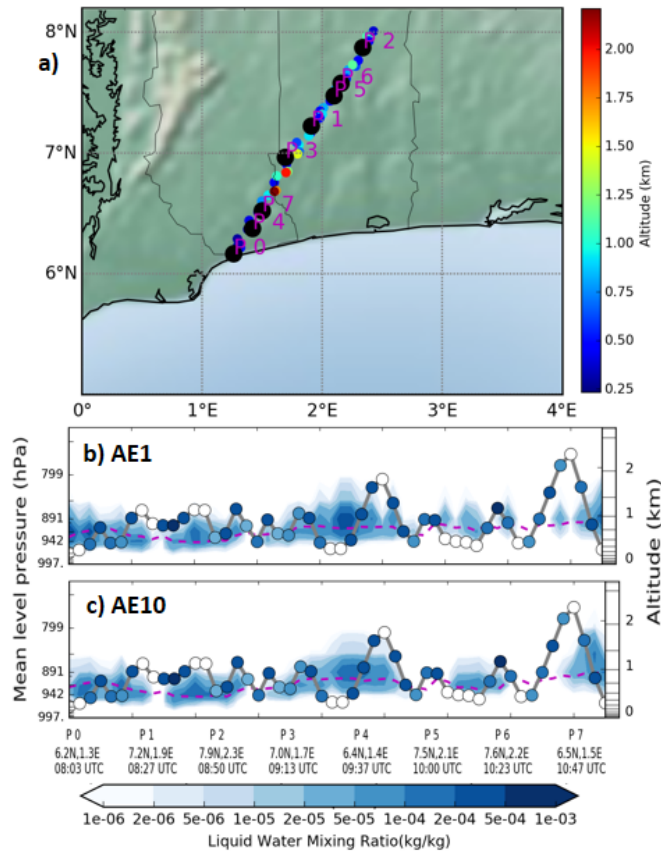 a)
8°N
7°N
6°N
0°
1°E
2°E
3°E
4°E
P 2
P 6
P 5
P 1
P 3
P 7
P 4
P 0
2.00
1.75
1.50
1.25
1.00
0.75
0.50
0.25
Altitude (km)
b) AE1
799
891
942
997.
2
1
0
c) AE10
799
891
942
997.
2
1
0
Mean level pressure (hPa)
Altitude (km)
P 0 P 1 P 2 P 3 P 4 P 5 P 6 P 7
6.2N,1.3E 7.2N,1.9E 7.9N,2.3E 7.0N,1.7E 6.4N,1.4E 7.5N,2.1E 7.6N,2.2E 6.5N,1.5E
08:03 UTC 08:27 UTC 08:50 UTC 09:13 UTC 09:37 UTC 10:00 UTC 10:23 UTC 10:47 UTC
1e-06 2e-06 5e-06 1e-05 2e-05 5e-05 1e-04 2e-04 5e-04 1e-03
Liquid Water Mixing Ratio(kg/kg)